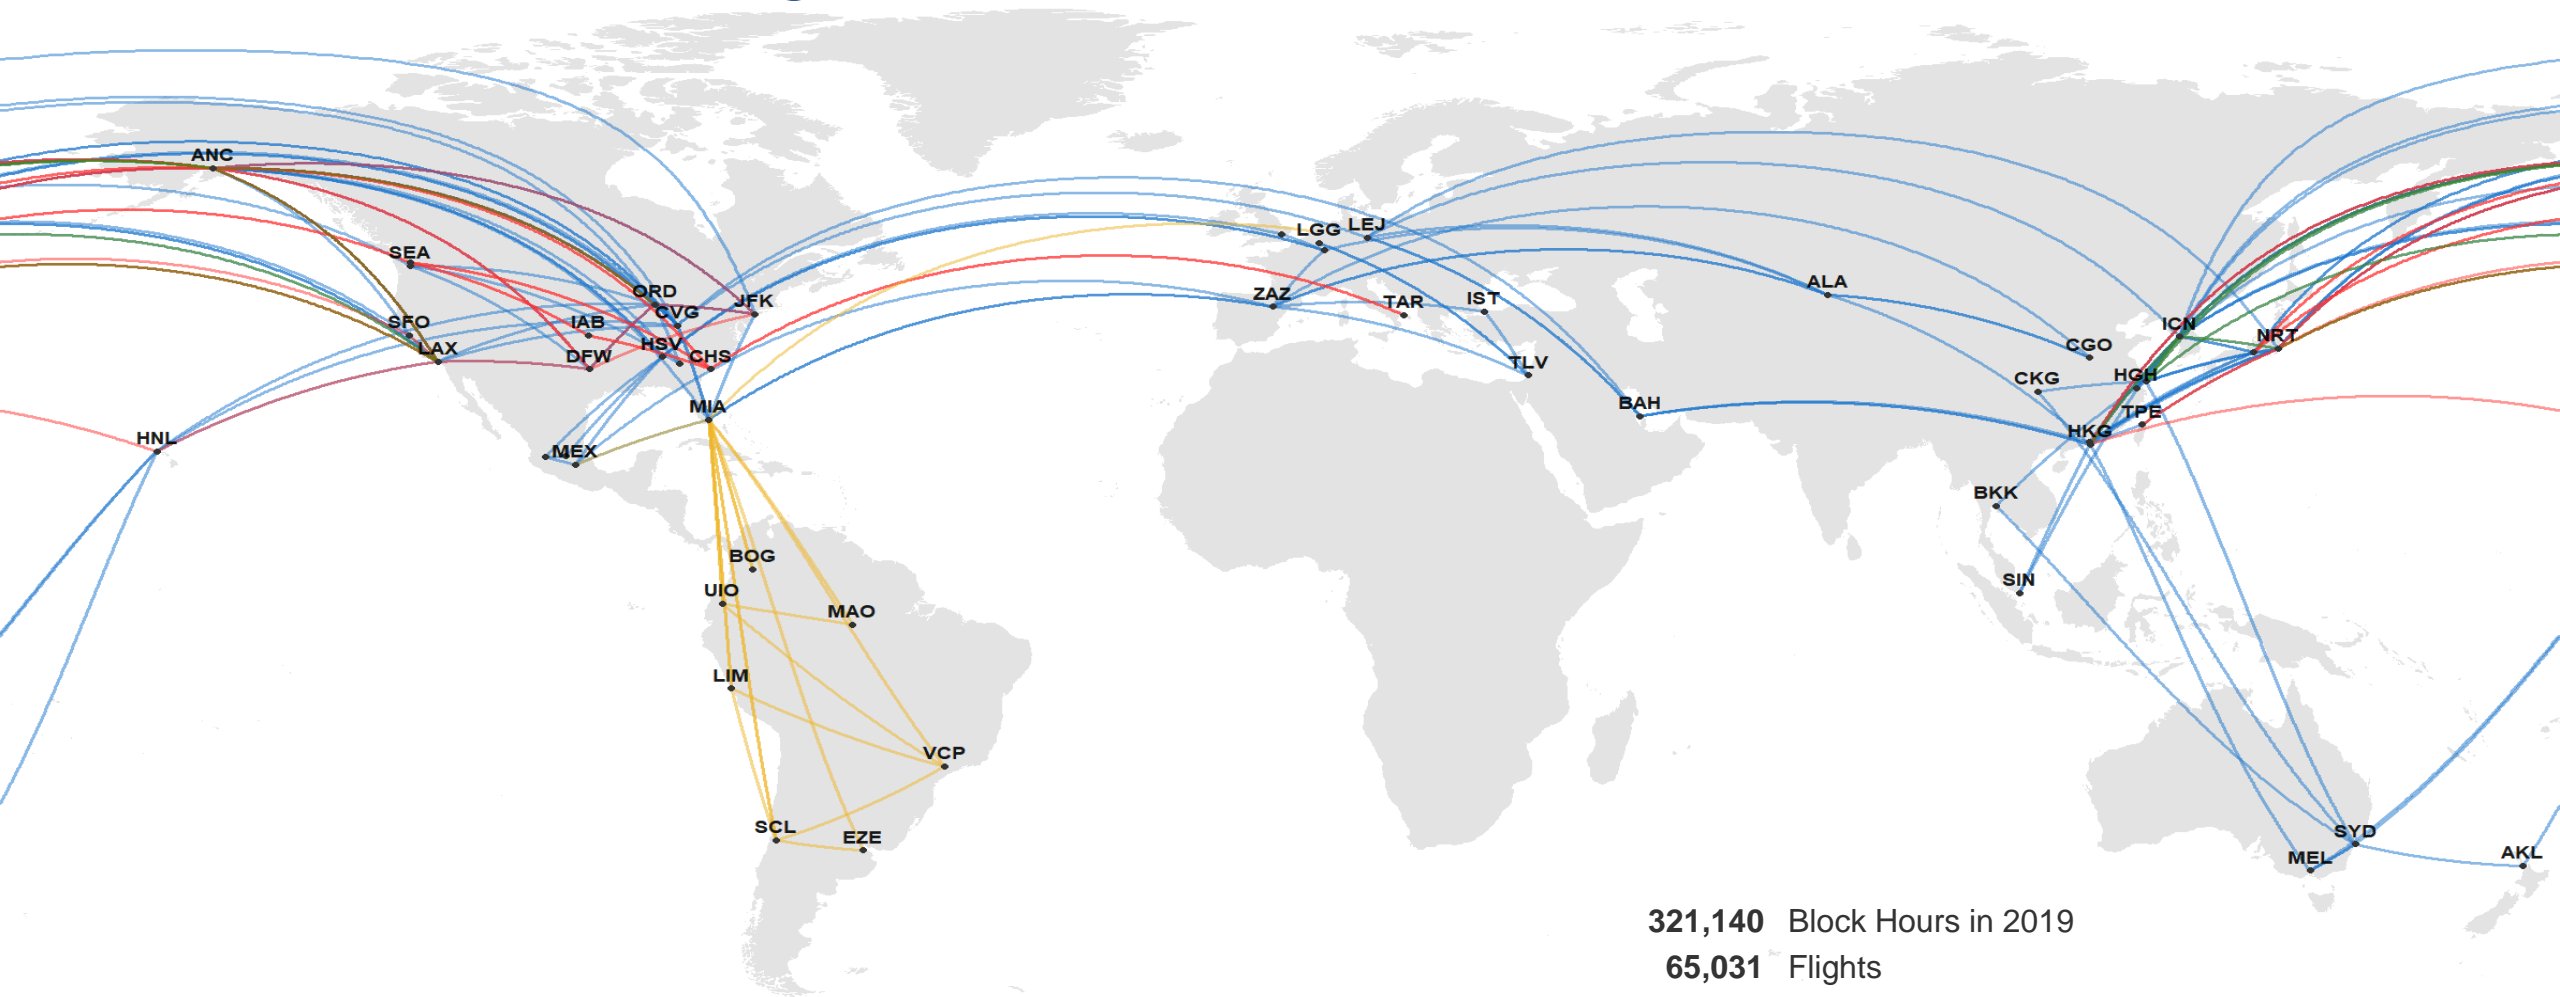 ANC
LGG
LEJ
SEA
ALA
ORD
JFK
ZAZ
TAR
IST
CVG
SFO
IAB
ICN
NRT
HSV
CHS
LAX
DFW
CGO
TLV
CKG
HGH
BAH
MIA
TPE
HKG
HNL
MEX
BKK
BOG
SIN
UIO
MAO
LIM
VCP
SCL
EZE
SYD
MEL
AKL
321,140 Block Hours in 2019
65,031 Flights